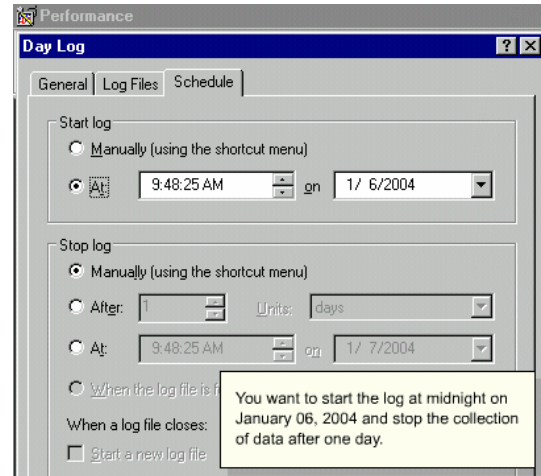 Performance
Day Log
? X
General Log Files Schedule
Start log
Manually (using the shortcut menu)
At: 9:48:25 AM on 1/ 6/2004
Stop log
Manually (using the shortcut menu)
After: 1 Units: days
At: 9:48:25 AM on 1/ 7/2004
When the log file is
You want to start the log at midnight on
January 06, 2004 and stop the collection
of data after one day.
When a log file closes:
Start a new log file